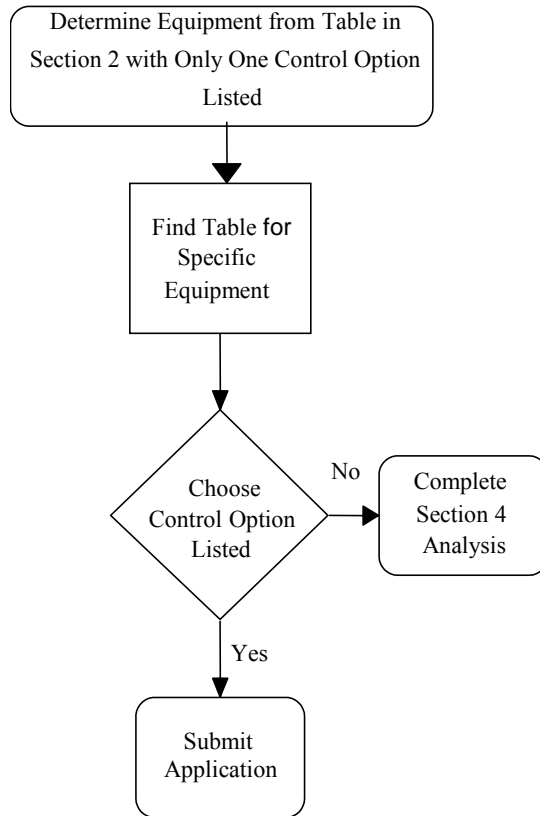 Determine Equipment from Table in
Section 2 with Only One Control Option
Listed
Find Table for
Specific
Equipment
Choose
Control Option
Listed
No
Complete
Section 4
Analysis
Yes
Submit
Application